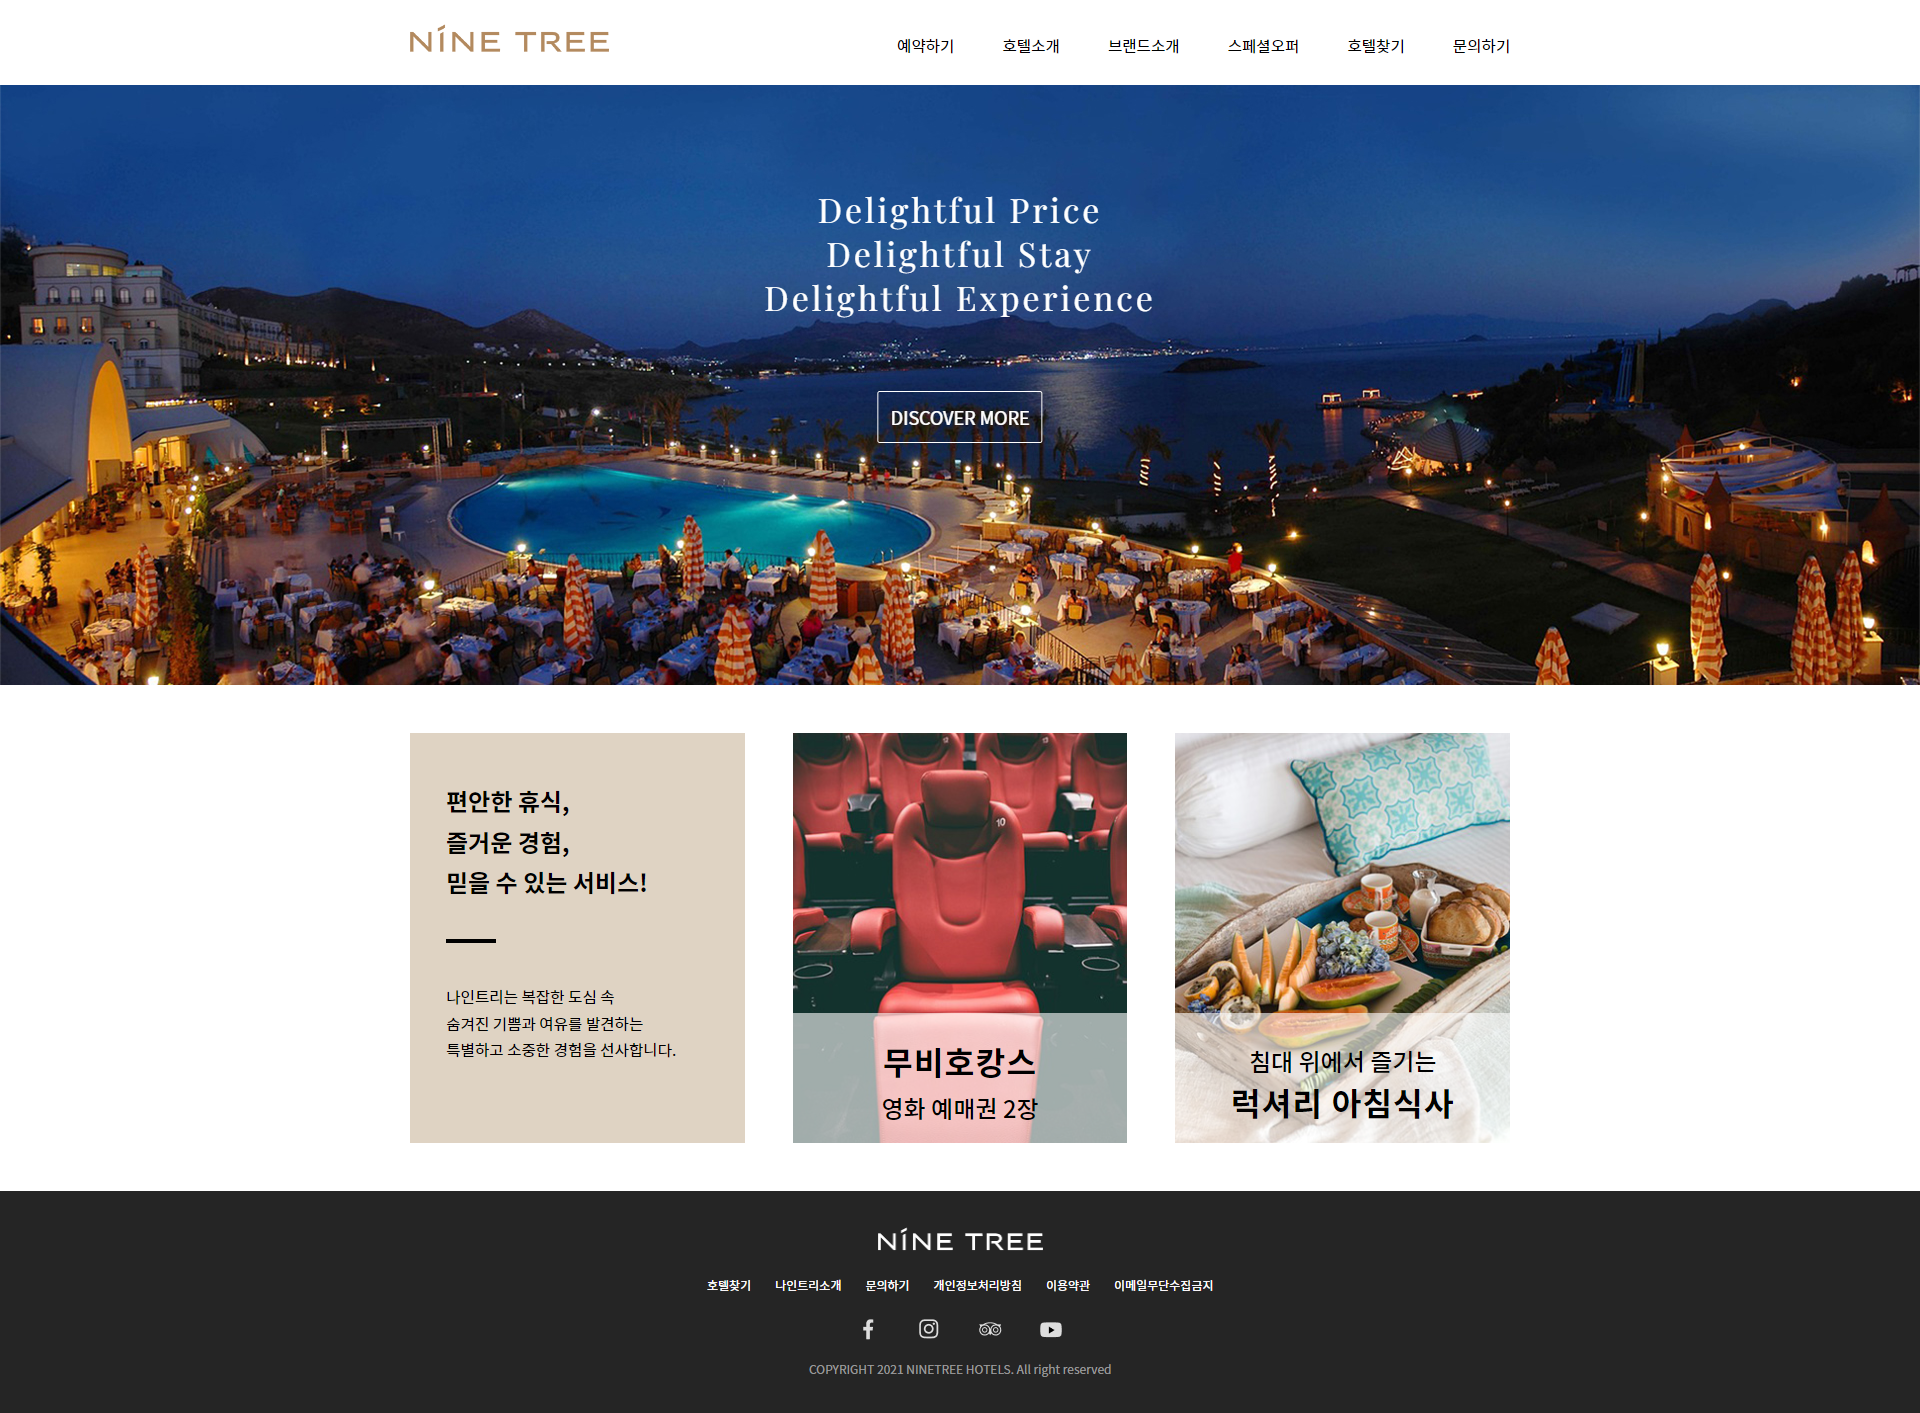 NINE TREE
예약하기 호텔소개 브랜드소개 스페셜오퍼 호텔찾기 문의하기
Delightful Price
Delightful Stay
Delightful Experience
DISCOVER MORE
편안한 휴식,
즐거운 경험,
믿을 수 있는 서비스!
나인트리는 복잡한 도심 속
숨겨진 기쁨과 여유를 발견하는
특별하고 소중한 경험을 선사합니다.
10
무비호캉스
영화 예매권 2장
침대 위에서 즐기는
럭셔리 아침식사
NINE TREE
호텔찾기 나인트리소개 문의하기 개인정보처리방침 이용약관 이메일무단수집금지
COPYRIGHT 2021 NINETREE HOTELS. All right reserved